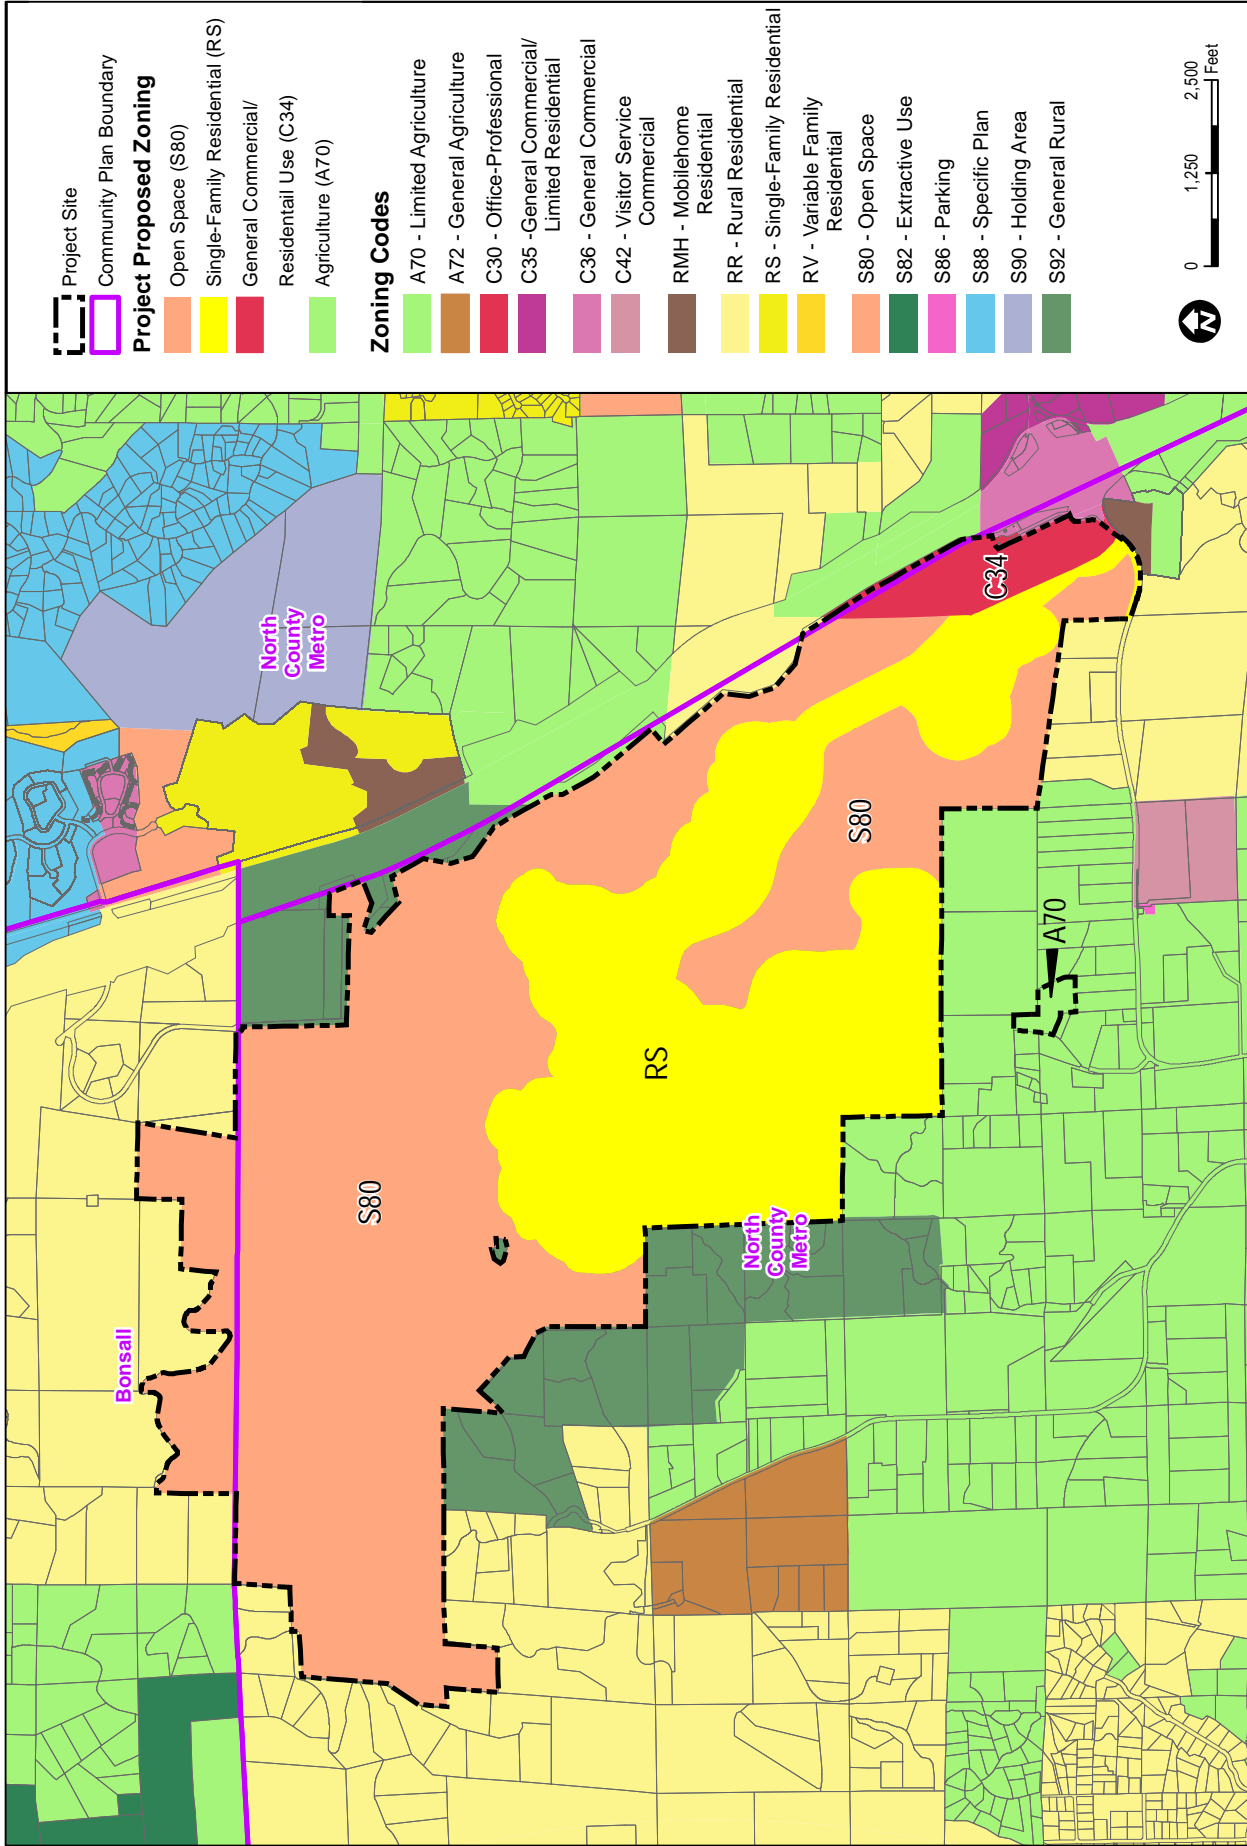 Project Site
Community Plan Boundary
Project Proposed Zoning
Open Space (S80)
Single-Family Residential (RS)
General Commercial/
Residentail Use (C34)
Agriculture (A70)
Zoning Codes
A70 - Limited Agriculture
A72 - General Agriculture
C30 - Office-Professional
C35 -General Commercial/
Limited Residential
C36 - General Commercial
C42 - Visitor Service
Commercial
RMH - Mobilehome
Residential
RR - Rural Residential
RS - Single-Family Residential
RV - Variable Family
Residential
S80 - Open Space
S82 - Extractive Use
S86 - Parking
S88 - Specific Plan
S90 - Holding Area
S92 - General Rural
N
0
1,250
2,500
Feet
Bonsall
North
County
Metro
S80
RS
S80
C34
North
County
Metro
A70